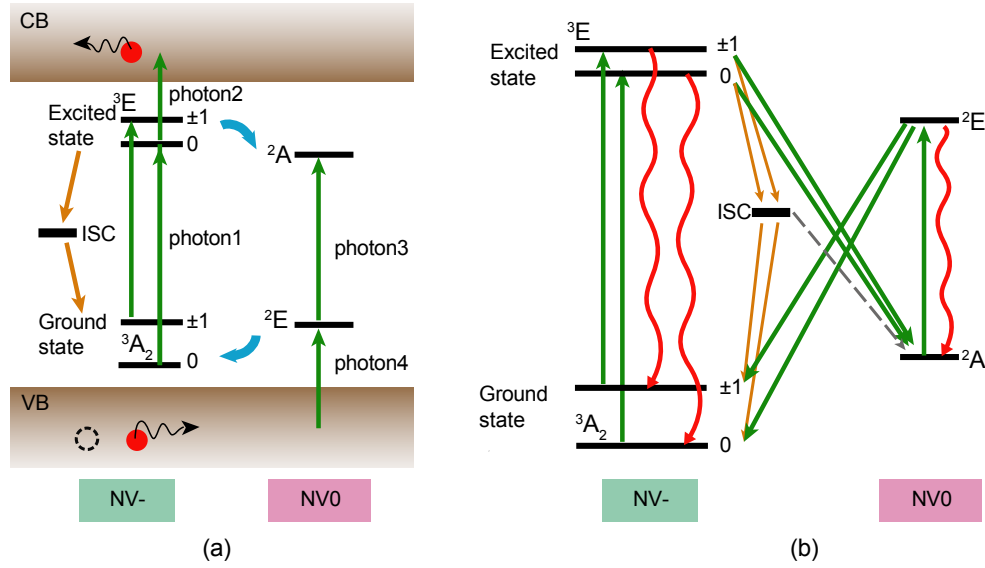 CB
³E
photon2
Excited
state
±1
0
²A
ISC
photon1
photon3
Ground
state
±1
³A₂
0
²E
photon4
VB
NV-
NV0
(a)
³E
Excited
state
±1
0
²E
ISC
²A
Ground
state
±1
³A₂
0
NV-
NV0
(b)